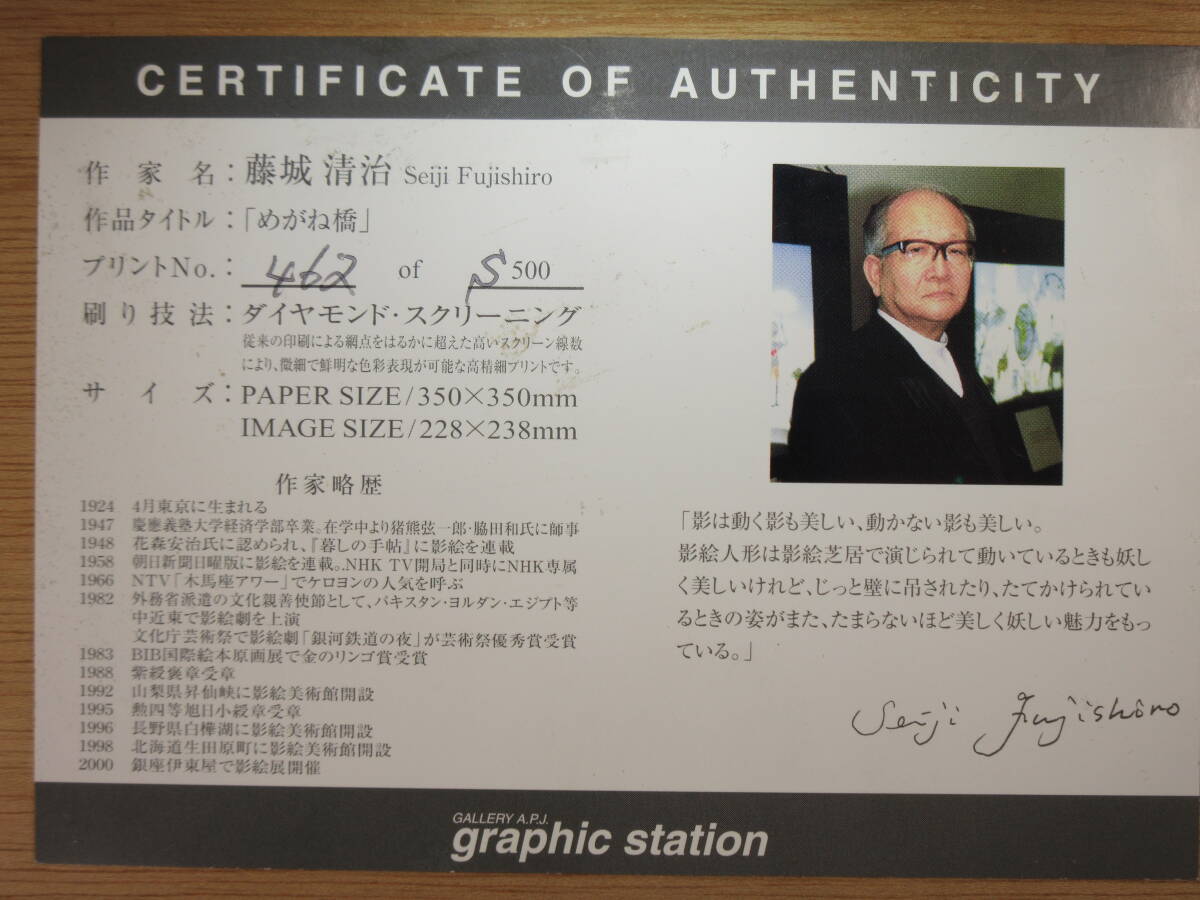 CERTIFICATE OF AUTHENTICITY
作家名：藤城 清治 Seiji Fujishiro
作品タイトル：「めがね橋」
プリントNo.： 462 of S 500
刷り技法：ダイヤモンド・スクリーニング
従来の印刷による網点をはるかに超えた高いスクリーン線数
により、微細で鮮明な色彩表現が可能な高精細プリントです。
サイズ：PAPER SIZE/350×350mm
IMAGE SIZE/228×238mm
作家略歴
1924 4月東京に生まれる
1947 慶應義塾大学経済学部卒業。在学中より猪熊弦一郎・脇田和氏に師事
1948 花森安治氏に認められ、『暮しの手帖』に影絵を連載
1958 朝日新聞日曜版に影絵を連載。.NHK TV開局と同時にNHK専属
1966 NTV「木馬座アワー」でケロヨンの人気を呼ぶ
1982 外務省派遣の文化親善使節として、パキスタン・ヨルダン・エジプト等
中近東で影絵劇を上演
文化庁芸術祭で影絵劇「銀河鉄道の夜」が芸術祭優秀賞受賞
1983 BIB国際絵本原画展で金のリンゴ賞受賞
1988 紫綬褒章受章
1992 山梨県昇仙峡に影絵美術館開設
1995 勲四等旭日小綬章受章
1996 長野県白樺湖に影絵美術館開設
1998 北海道生田原町に影絵美術館開設
2000 銀座伊東屋で影絵展開催
「影は動く影も美しい、動かない影も美しい。
影絵人形は影絵芝居で演じられて動いているときも妖し
く美しいけれど、じっと壁に吊されたり、たてかけられてい
るときの姿がまた、たまらないほど美しく妖しい魅力をもっ
ている。」
Seiji Fujishiro
GALLERY A.P.J.
graphic station